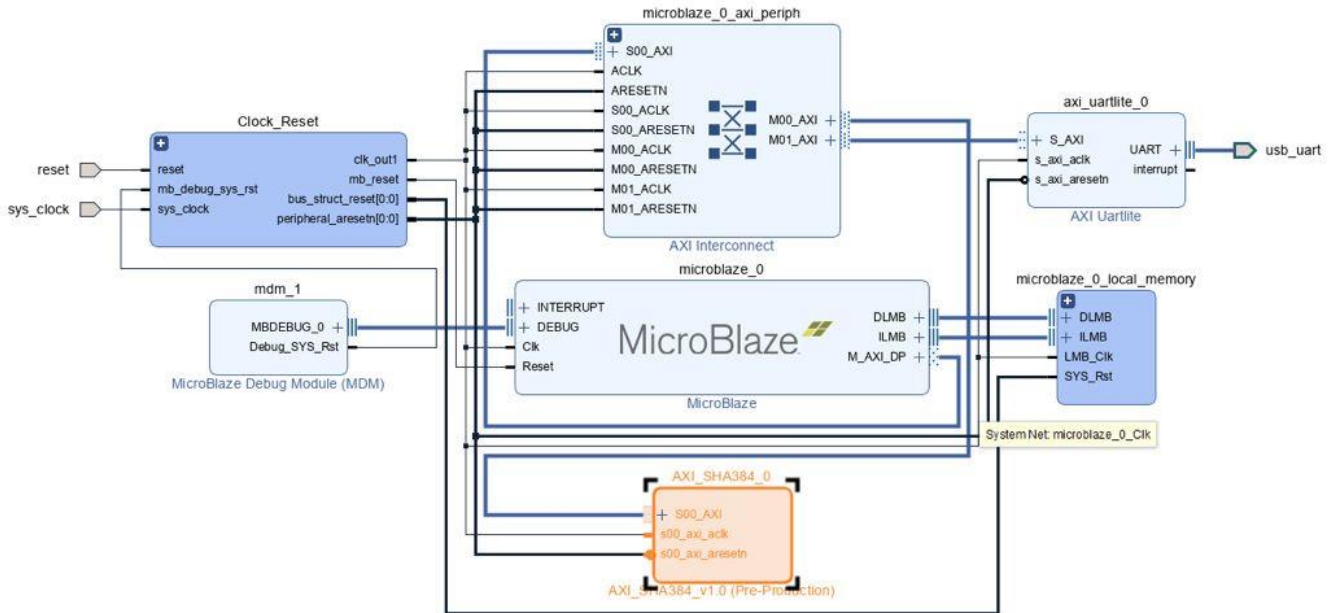 microblaze_0_axi_periph
+ S00_AXI
ACLK
ARESETN
S00_ACLK
S00_ARESETN
M00_ACLK
M00_ARESETN
M01_ACLK
M01_ARESETN
M00_AXI +
M01_AXI +
AXI Interconnect
axi_uartlite_0
+ S_AXI
s_axi_aclk
s_axi_aresetn
UART +
interrupt
AXI Uartlite
usb_uart
Clock_Reset
reset
sys_clock
reset
mb_debug_sys_rst
sys_clock
clk_out1
mb_reset
bus_struct_reset[0:0]
peripheral_aresetn[0:0]
mdm_1
MBDEBUG_0 +
Debug_SYS_Rst
MicroBlaze Debug Module (MDM)
microblaze_0
+ INTERRUPT
+ DEBUG
Clk
Reset
MicroBlaze
DLMB +
ILMB +
M_AXI_DP +
MicroBlaze
microblaze_0_local_memory
+ DLMB
+ ILMB
LMB_Clk
SYS_Rst
System Net: microblaze_0_Clk
AXI_SHA384_0
+ S00_AXI
s00_axi_aclk
s00_axi_aresetn
AXI_SHA384_v1.0 (Pre-Production)